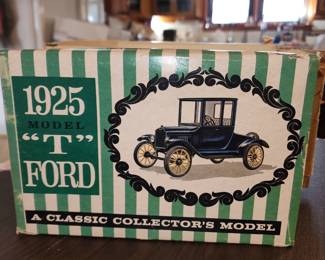 1925
MODEL
"T"
FORD
A CLASSIC COLLECTOR'S MODEL